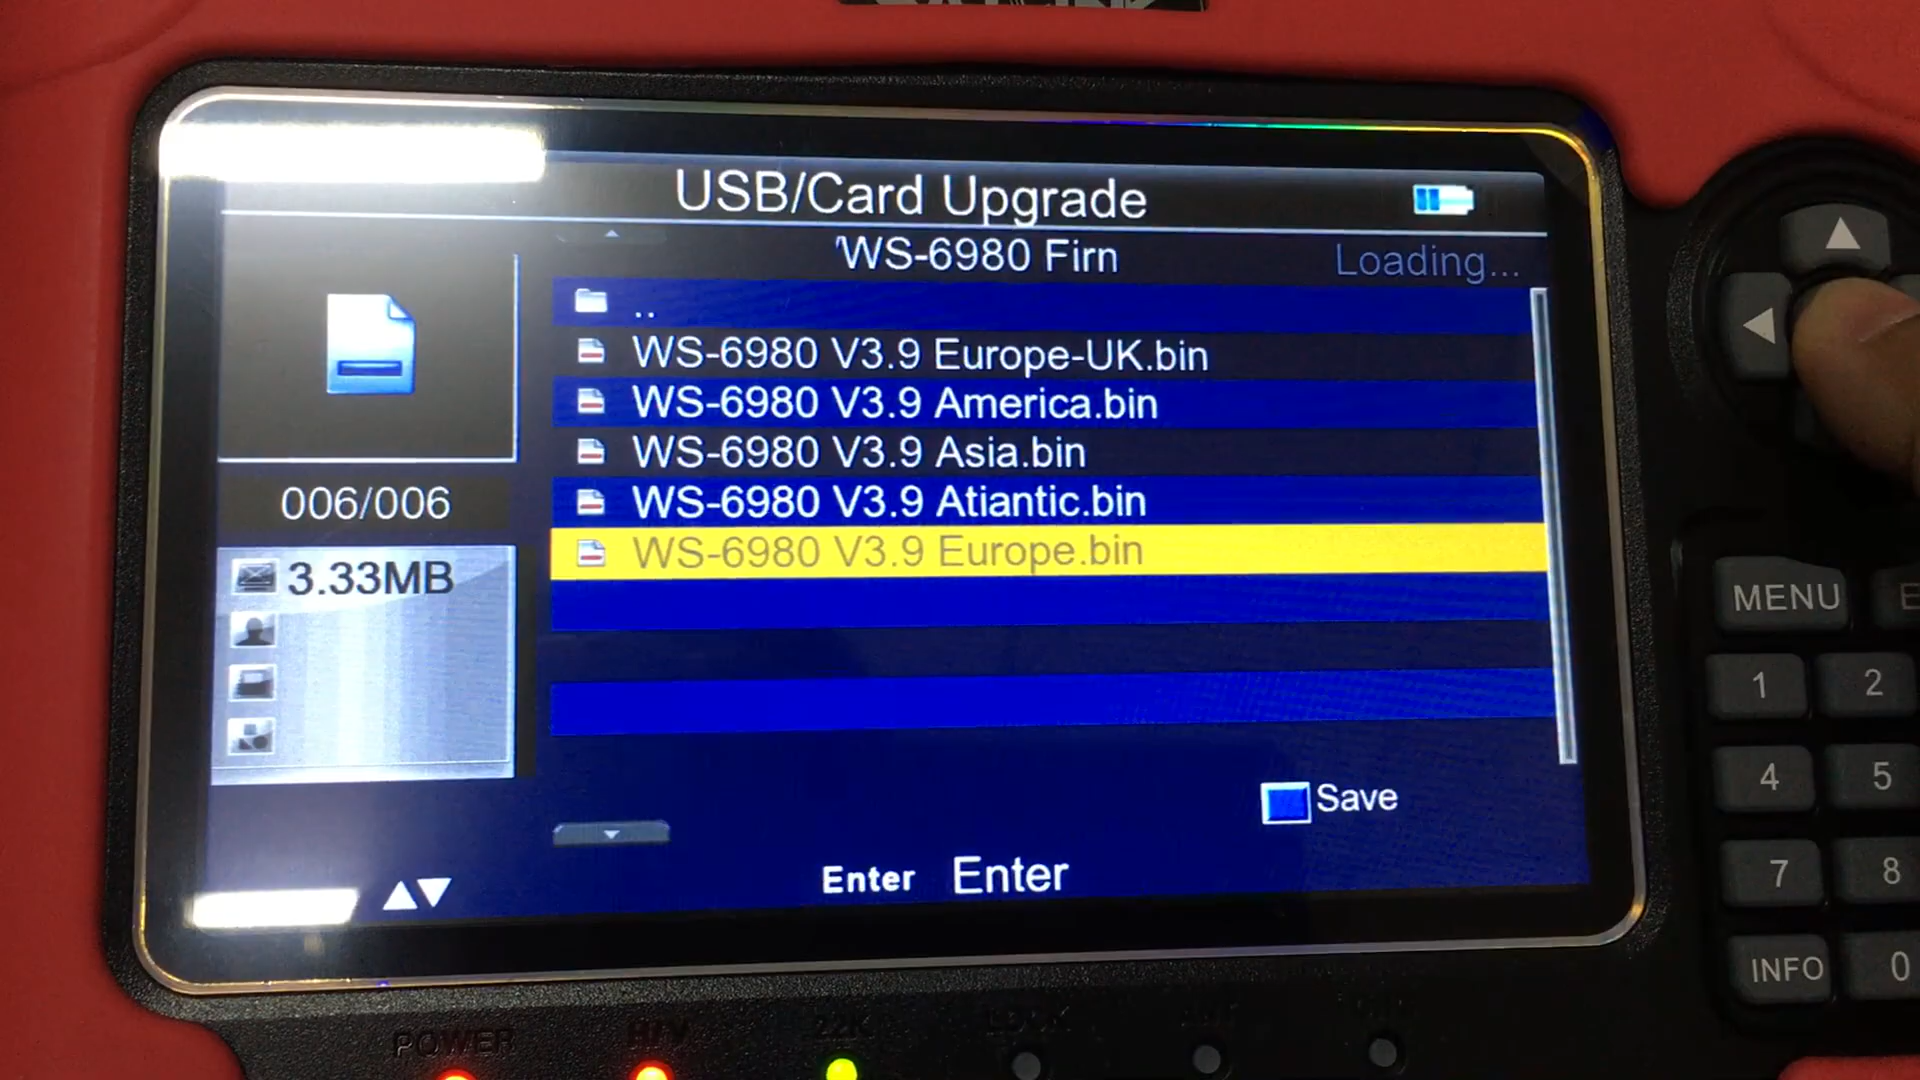 USB/Card Upgrade
WS-6980 Firn
Loading...
..
WS-6980 V3.9 Europe-UK.bin
WS-6980 V3.9 America.bin
WS-6980 V3.9 Asia.bin
WS-6980 V3.9 Atiantic.bin
WS-6980 V3.9 Europe.bin
006/006
3.33MB
Save
Enter Enter
MENU
1 2
4 5
7 8
INFO 0
POWER
22K
LOCK